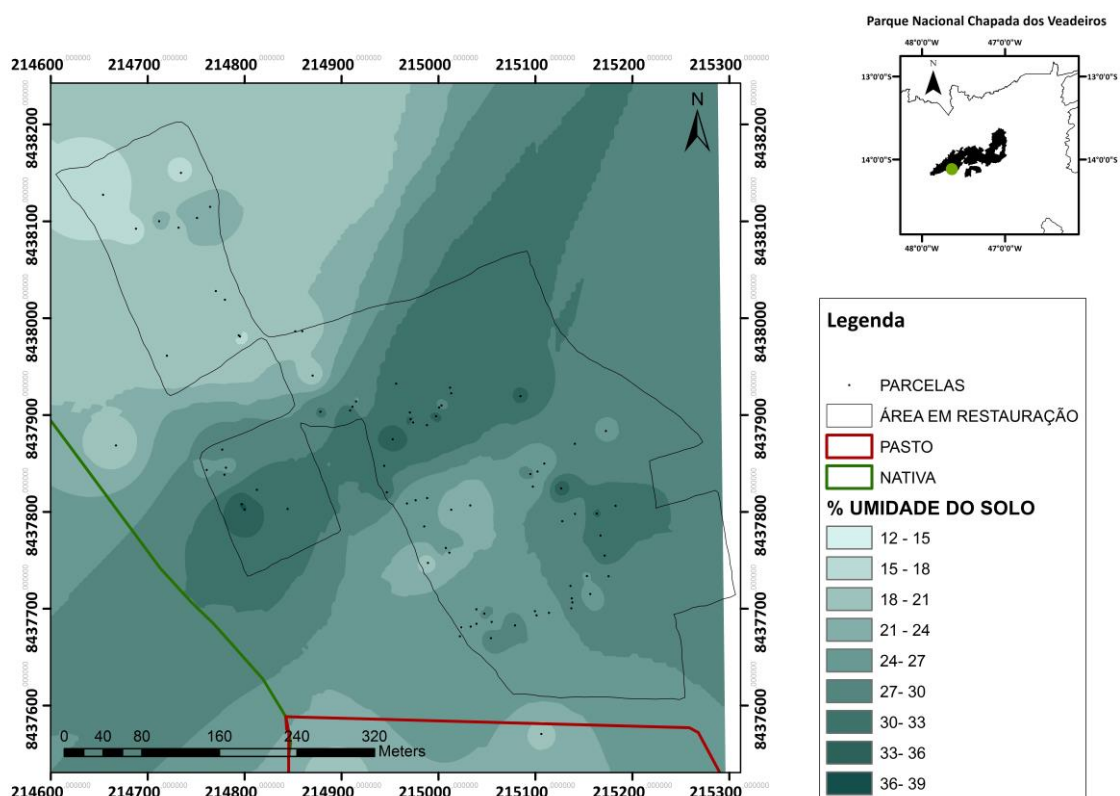 Parque Nacional Chapada dos Veadeiros
48°0'0"W 47°0'0"W
N
13°0'0"S 13°0'0"S
14°0'0"S 14°0'0"S
48°0'0"W 47°0'0"W
214600 214700 214800 214900 215000 215100 215200 215300
N
8438200 8438200
8438100 8438100
8438000 8438000
8437900 8437900
8437800 8437800
8437700 8437700
8437600 8437600
0 40 80 160 240 320
Meters
214600 214700 214800 214900 215000 215100 215200 215300
Legenda
PARCELAS
ÁREA EM RESTAURAÇÃO
PASTO
NATIVA
% UMIDADE DO SOLO
12 - 15
15 - 18
18 - 21
21 - 24
24 - 27
27- 30
30 - 33
33 - 36
36 - 39